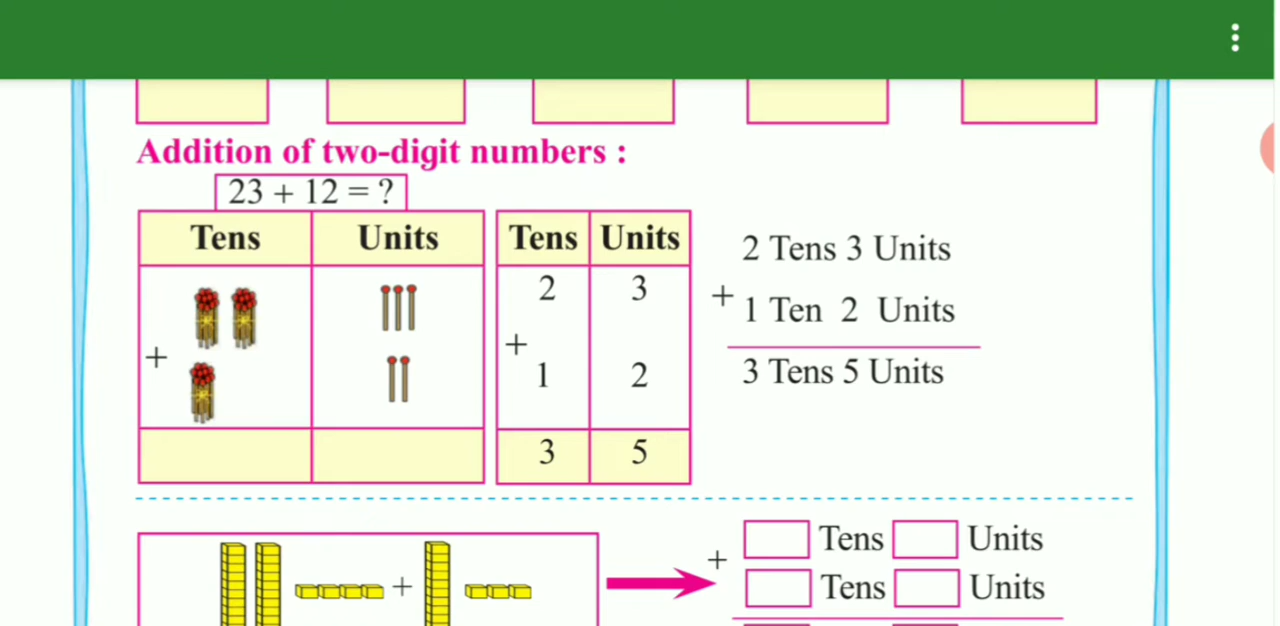 Addition of two-digit numbers :
23 + 12 = ?
Tens Units
+
Tens Units
2 3
+
1 2
3 5
2 Tens 3 Units
+ 1 Ten 2 Units
3 Tens 5 Units
+
+ Tens Units
Tens Units